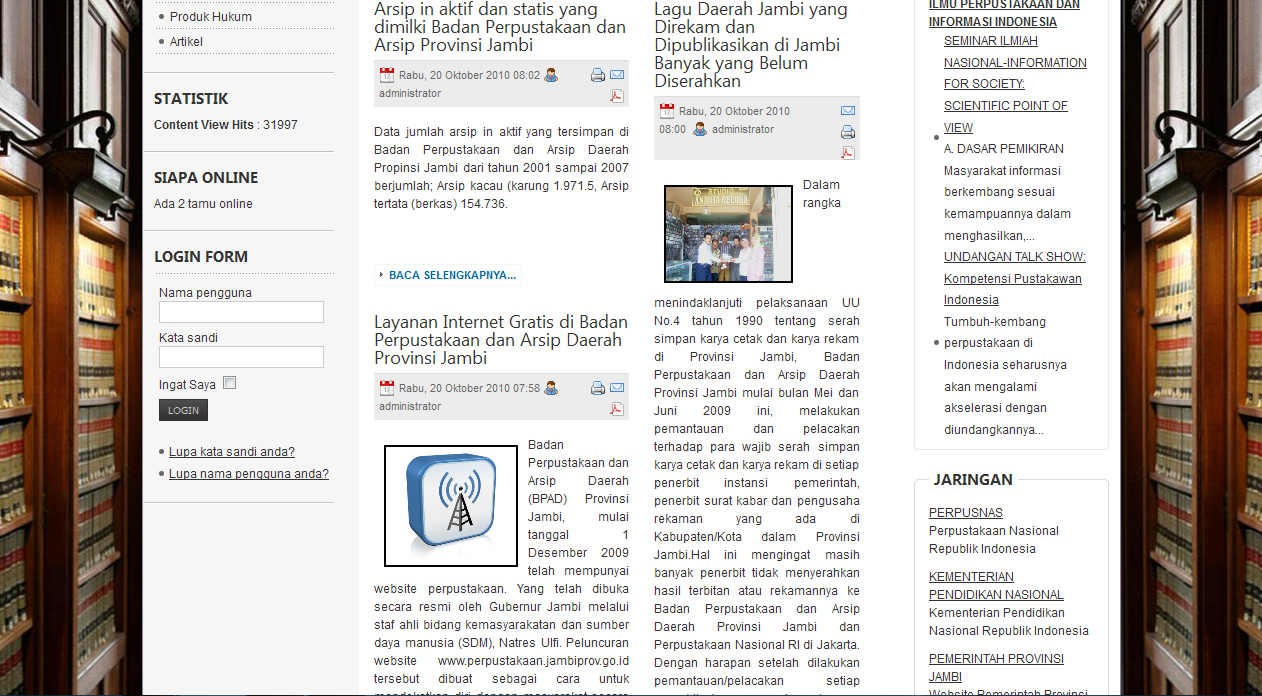 Produk Hukum
Artikel
STATISTIK
Content View Hits : 31997
SIAPA ONLINE
Ada 2 tamu online
LOGIN FORM
Nama pengguna
Kata sandi
Ingat Saya
LOGIN
Lupa kata sandi anda?
Lupa nama pengguna anda?
Arsip in aktif dan statis yang
dimilki Badan Perpustakaan dan
Arsip Provinsi Jambi
Rabu, 20 Oktober 2010 08:02
administrator
Data jumlah arsip in aktif yang tersimpan di
Badan Perpustakaan dan Arsip Daerah
Propinsi Jambi dari tahun 2001 sampai 2007
berjumlah; Arsip kacau (karung 1.971.5, Arsip
tertata (berkas) 154.736.
BACA SELENGKAPNYA...
Layanan Internet Gratis di Badan
Perpustakaan dan Arsip Daerah
Provinsi Jambi
Rabu, 20 Oktober 2010 07:58
administrator
Badan
Perpustakaan dan
Arsip Daerah
(BPAD) Provinsi
Jambi, mulai
tanggal 1
Desember 2009
telah mempunyai
website perpustakaan. Yang telah dibuka
secara resmi oleh Gubernur Jambi melalui
staf ahli bidang kemasyarakatan dan sumber
daya manusia (SDM), Natres Ulfi. Peluncuran
website www.perpustakaan.jambiprov.go.id
tersebut dibuat sebagai cara untuk
mendekatkan diri dengan masyarakat secara
Lagu Daerah Jambi yang
Direkam dan
Dipublikasikan di Jambi
Banyak yang Belum
Diserahkan
Rabu, 20 Oktober 2010
08:00 administrator
STUDIO
Dalam
rangka
menindaklanjuti pelaksanaan UU
No.4 tahun 1990 tentang serah
simpan karya cetak dan karya rekam
di Provinsi Jambi, Badan
Perpustakaan dan Arsip Daerah
Provinsi Jambi mulai bulan Mei dan
Juni 2009 ini, melakukan
pemantauan dan pelacakan
terhadap para wajib serah simpan
karya cetak dan karya rekam di setiap
penerbit instansi pemerintah,
penerbit surat kabar dan pengusaha
rekaman yang ada di
Kabupaten/Kota dalam Provinsi
Jambi.Hal ini mengingat masih
banyak penerbit tidak menyerahkan
hasil terbitan atau rekamannya ke
Badan Perpustakaan dan Arsip
Daerah Provinsi Jambi dan
Perpustakaan Nasional RI di Jakarta.
Dengan harapan setelah dilakukan
pemantauan/pelacakan setiap
ILMU PERPUSTAKAAN DAN
INFORMASI INDONESIA
SEMINAR ILMIAH
NASIONAL-INFORMATION
FOR SOCIETY:
SCIENTIFIC POINT OF
VIEW
A. DASAR PEMIKIRAN
Masyarakat informasi
berkembang sesuai
kemampuannya dalam
menghasilkan,...
UNDANGAN TALK SHOW:
Kompetensi Pustakawan
Indonesia
Tumbuh-kembang
perpustakaan di
Indonesia seharusnya
akan mengalami
akselerasi dengan
diundangkannya...
JARINGAN
PERPUSNAS
Perpustakaan Nasional
Republik Indonesia
KEMENTERIAN
PENDIDIKAN NASIONAL
Kementerian Pendidikan
Nasional Republik Indonesia
PEMERINTAH PROVINSI
JAMBI
Website Pemerintah Provinsi